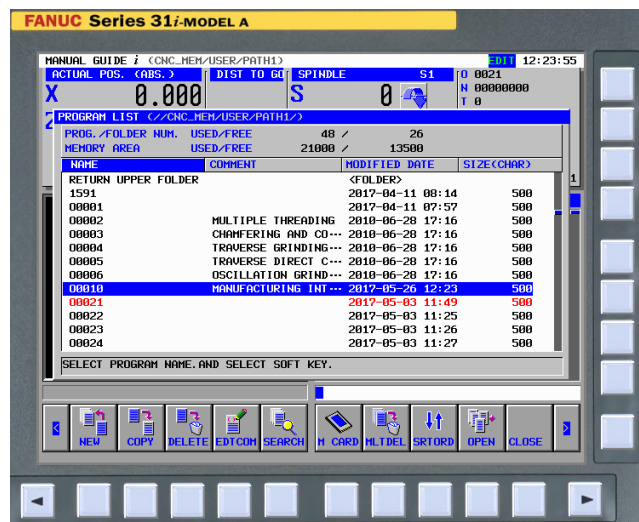 FANUC Series 31i-MODEL A
MANUAL GUIDE i (CNC_MEM/USER/PATH1) EDIT 12:23:55
ACTUAL POS. (ABS.) DIST TO GO SPINDLE S1 O 0021
X 0.000 S 0 N 00000000
T 0
PROGRAM LIST (//CNC_MEM/USER/PATH1/)
PROG./FOLDER NUM. USED/FREE 48 / 26
MEMORY AREA USED/FREE 21000 / 13500
NAME COMMENT MODIFIED DATE SIZE(CHAR)
RETURN UPPER FOLDER <FOLDER>
1
1591 2017-04-11 08:14 500
O0001 2017-04-11 07:57 500
O0002 MULTIPLE THREADING 2010-06-28 17:16 500
O0003 CHAMFERING AND CO… 2010-06-28 17:16 500
O0004 TRAVERSE GRINDING… 2010-06-28 17:16 500
O0005 TRAVERSE DIRECT C… 2010-06-28 17:16 500
O0006 OSCILLATION GRIND… 2010-06-28 17:16 500
O0010 MANUFACTURING INT… 2017-05-26 12:23 500
O0021 2017-05-03 11:49 500
O0022 2017-05-03 11:25 500
O0023 2017-05-03 11:26 500
O0024 2017-05-03 11:27 500
SELECT PROGRAM NAME.AND SELECT SOFT KEY.
NEW COPY DELETE EDTCOM SEARCH M CARD MLTDEL SRTORD OPEN CLOSE